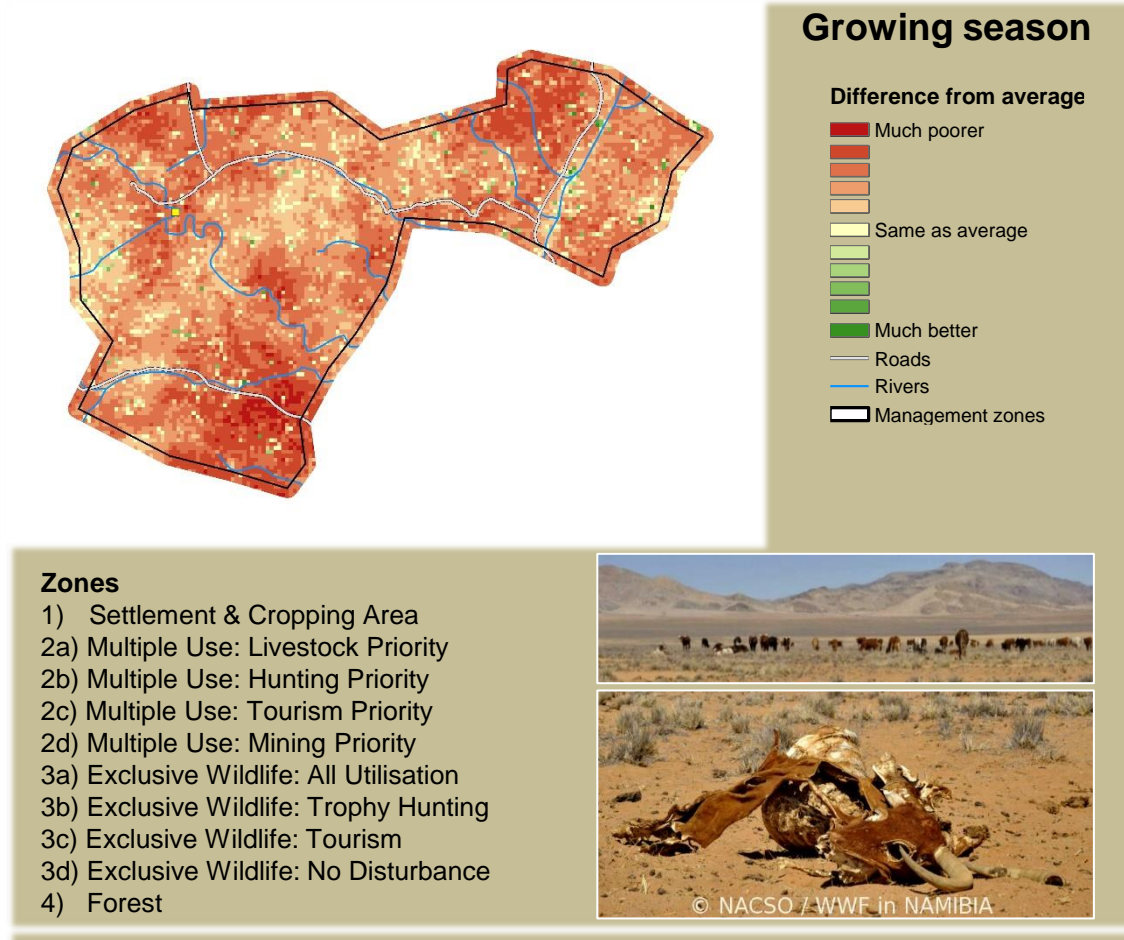 Growing season
Difference from average
Much poorer
Same as average
Much better
Roads
Rivers
Management zones
Zones
1) Settlement & Cropping Area
2a) Multiple Use: Livestock Priority
2b) Multiple Use: Hunting Priority
2c) Multiple Use: Tourism Priority
2d) Multiple Use: Mining Priority
3a) Exclusive Wildlife: All Utilisation
3b) Exclusive Wildlife: Trophy Hunting
3c) Exclusive Wildlife: Tourism
3d) Exclusive Wildlife: No Disturbance
4) Forest
© NACSO / WWF in NAMIBIA